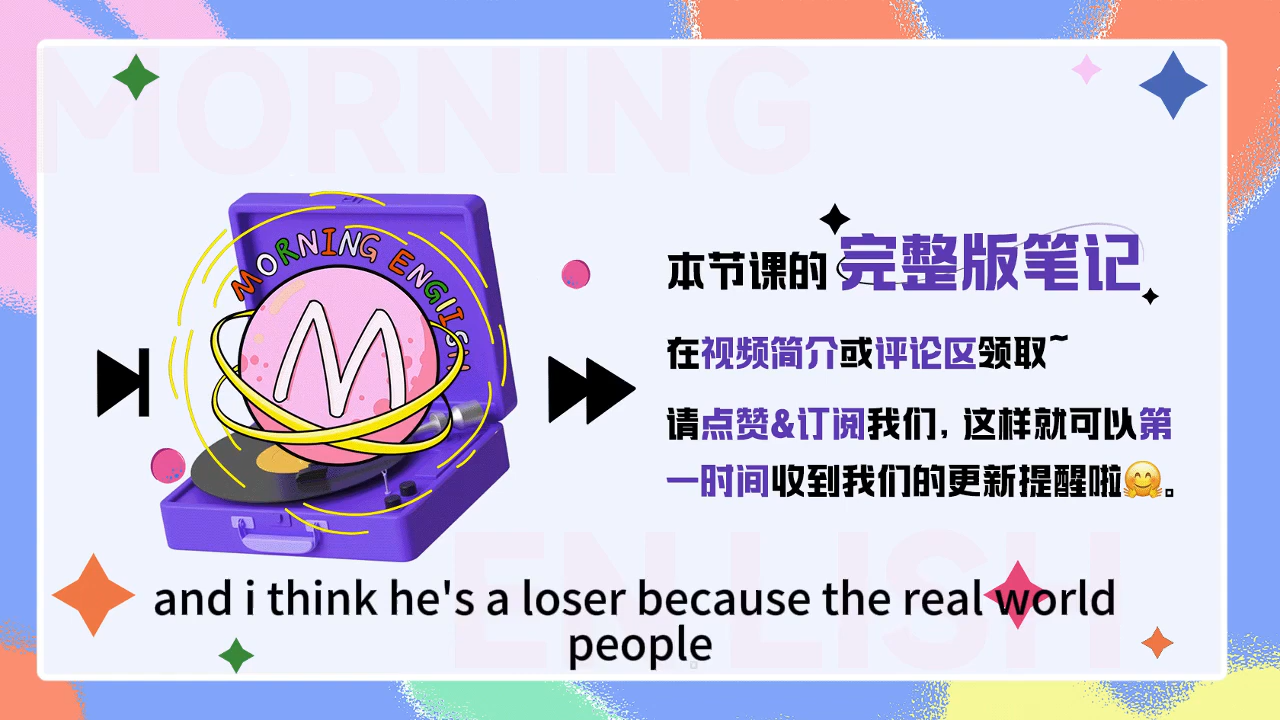 MORNING
MORNING ENGLISH
M
本节课的 完整版笔记
在视频简介或评论区领取~
请点赞&订阅我们, 这样就可以第
一时间收到我们的更新提醒啦🤗。
EN LISH
and i think he's a loser because the real world
people